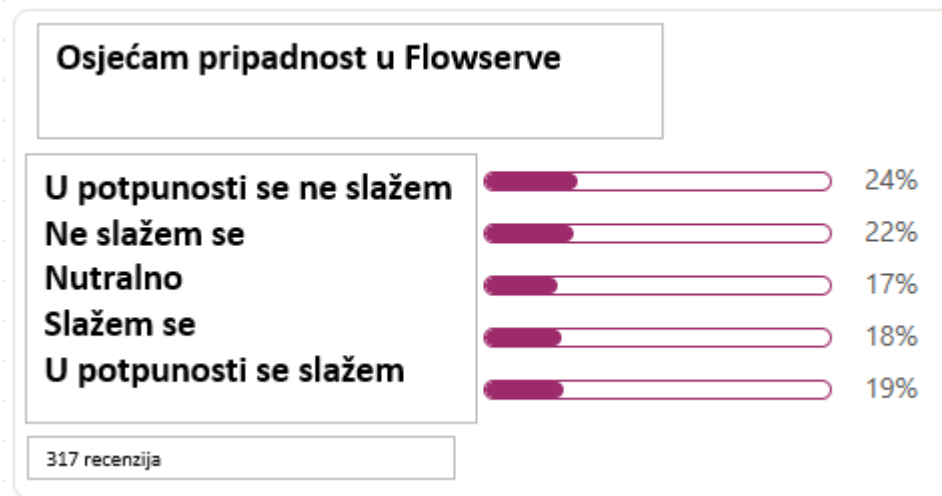 Osjećam pripadnost u Flowserve
U potpunosti se ne slažem 24%
Ne slažem se 22%
Nutralno 17%
Slažem se 18%
U potpunosti se slažem 19%
317 recenzija